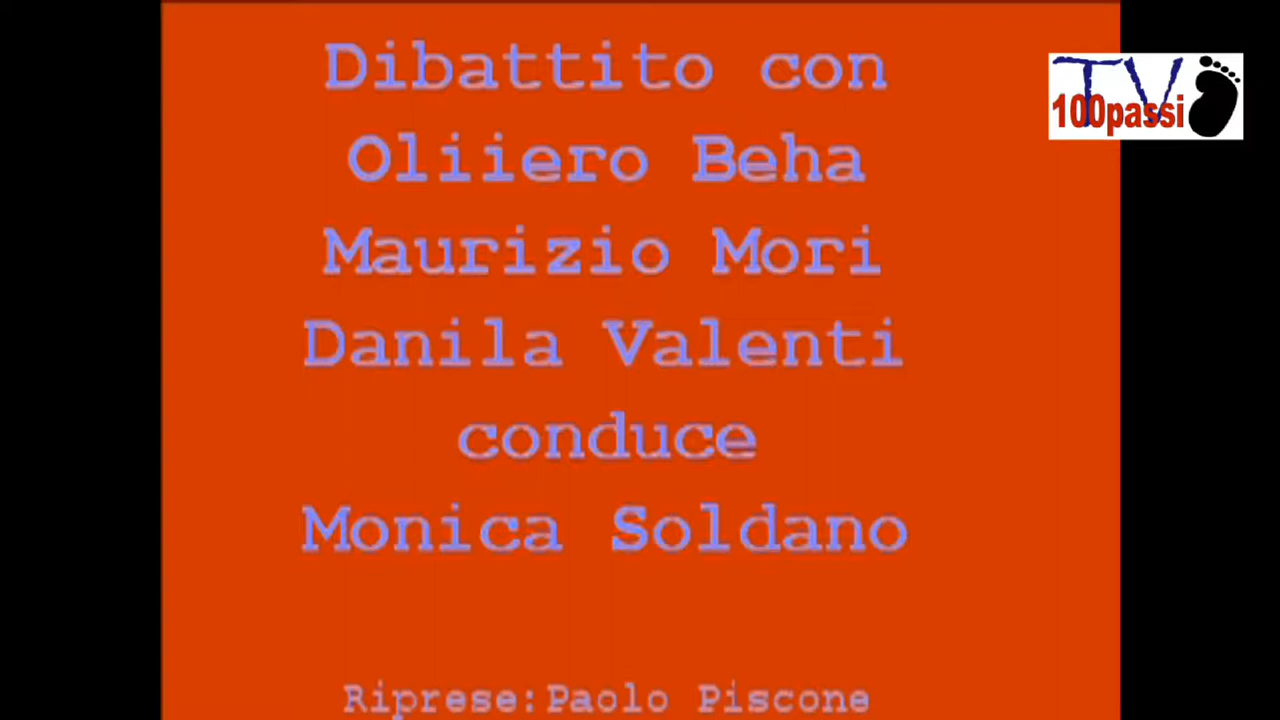 Dibattito con
Oliiero Beha
Maurizio Mori
Danila Valenti
conduce
Monica Soldano
Riprese:Paolo Piscone
TV
100passi